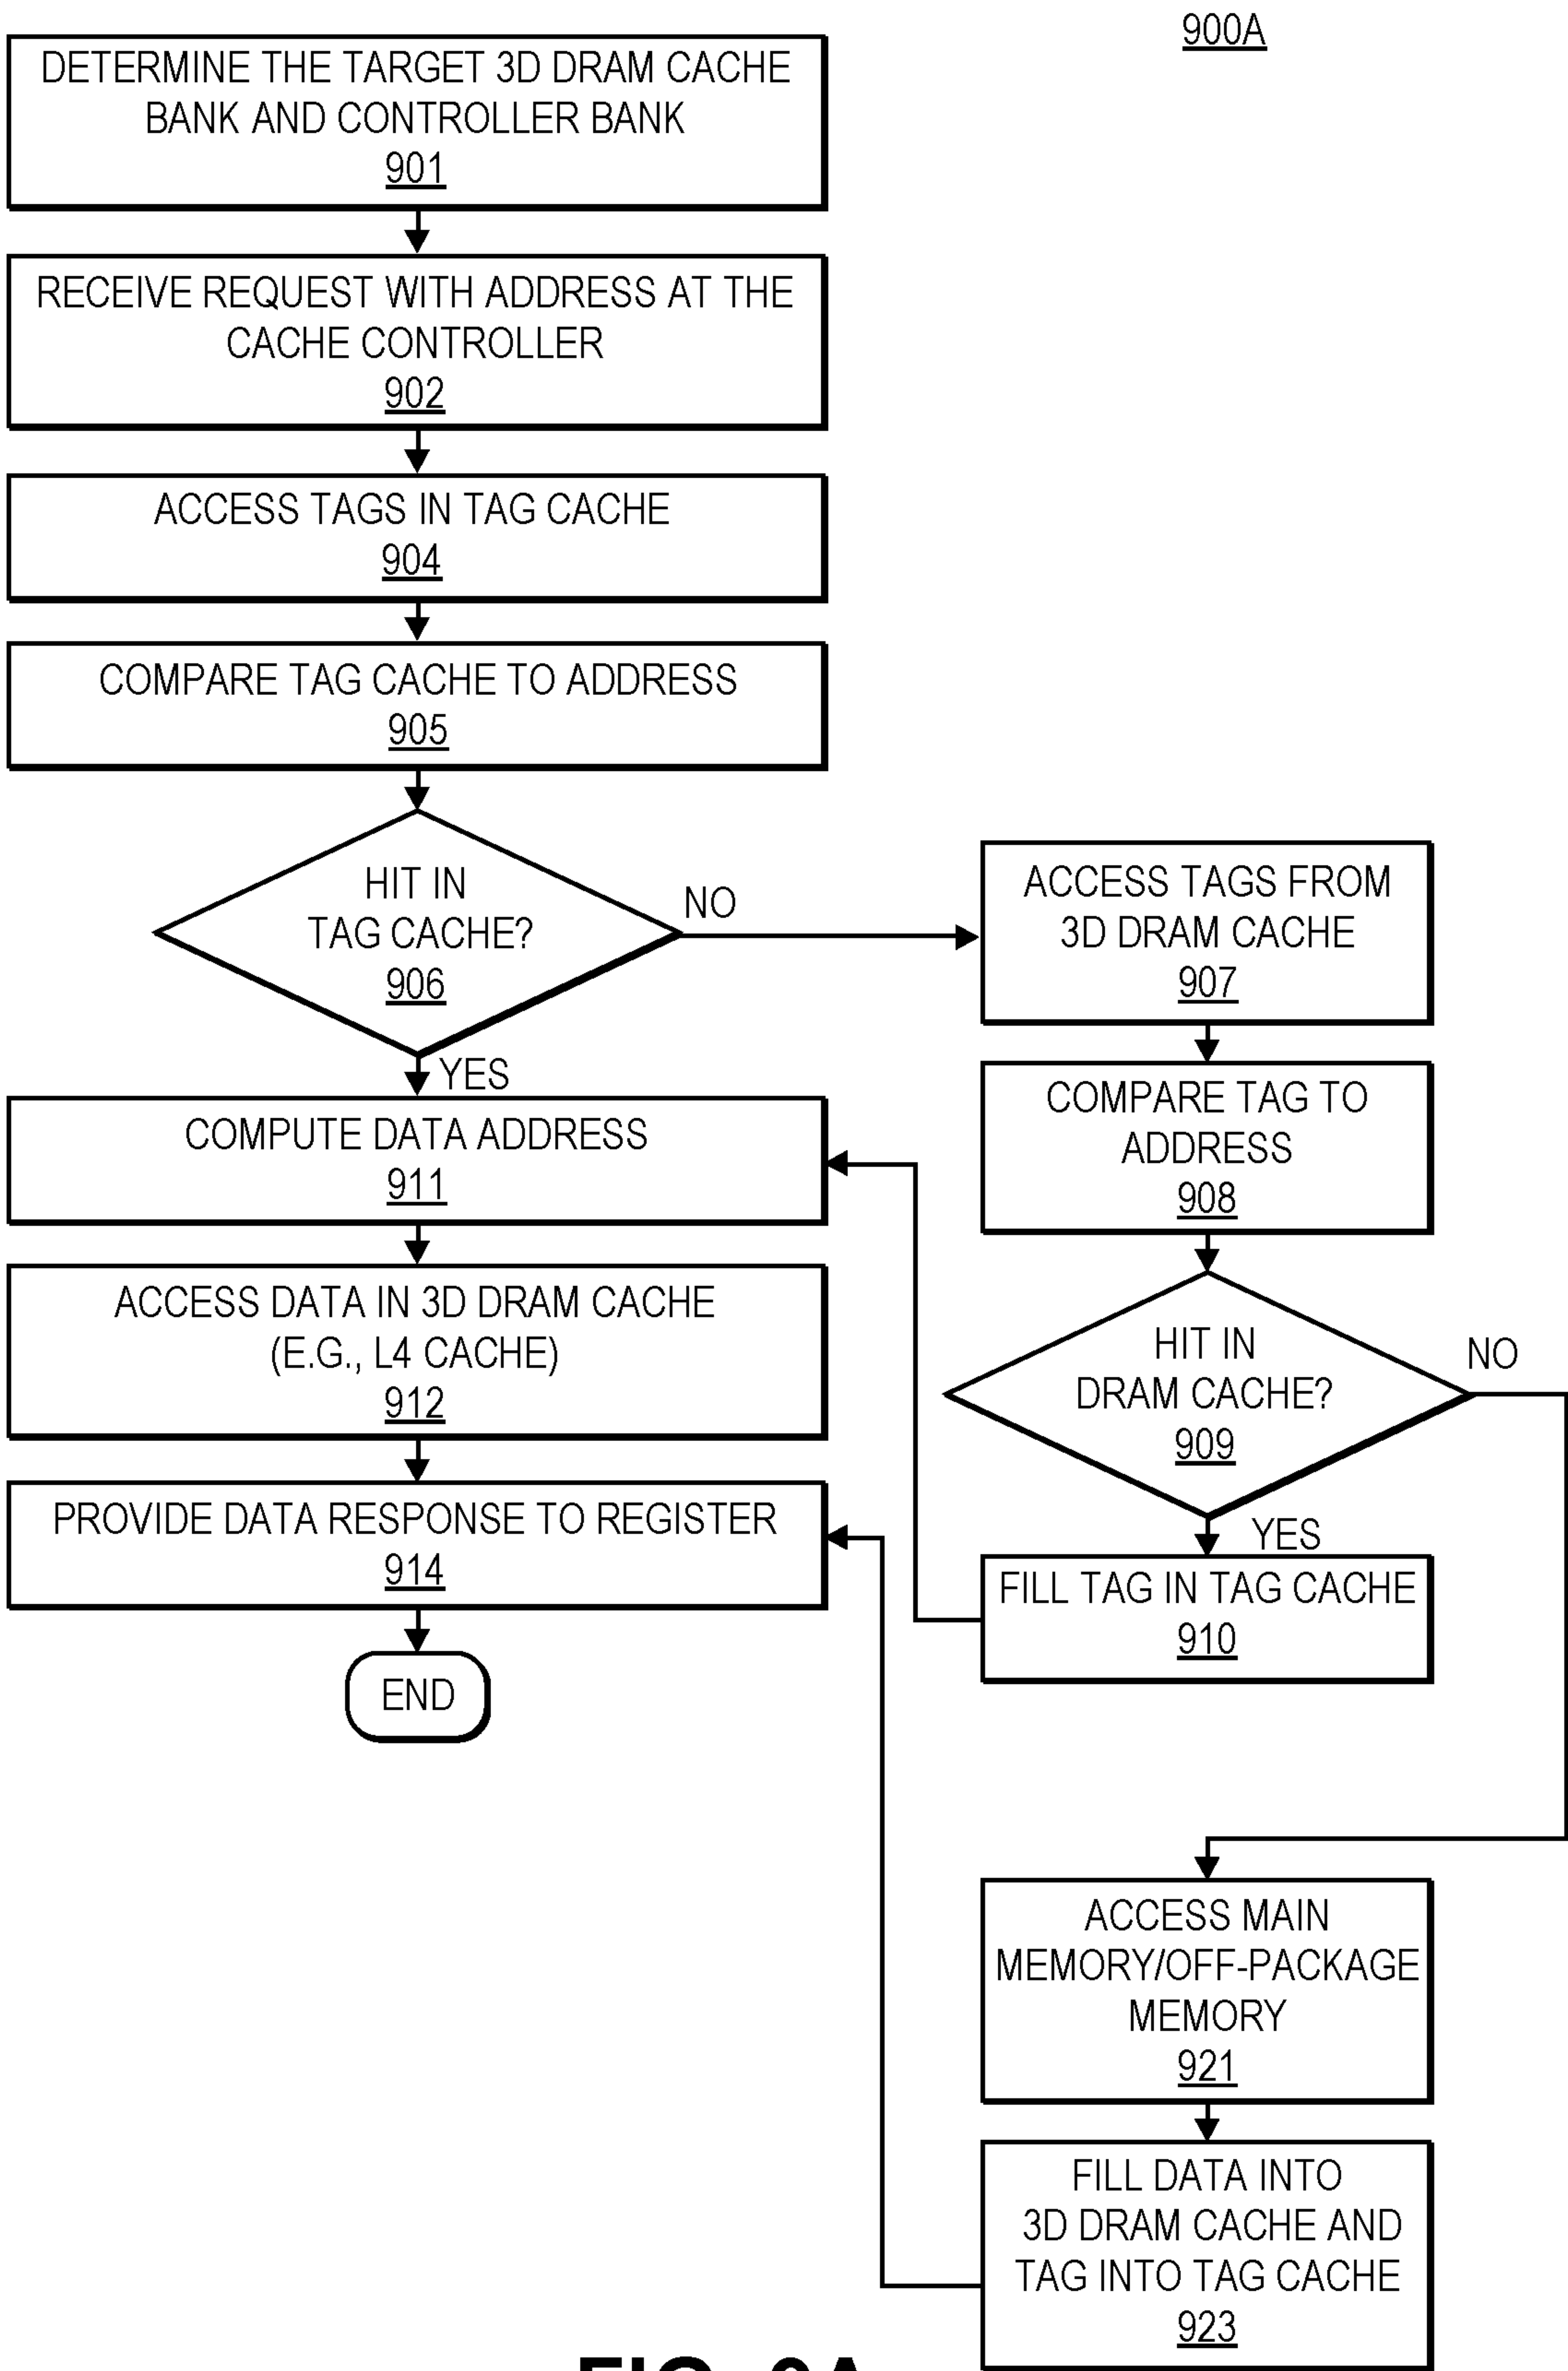 900A
DETERMINE THE TARGET 3D DRAM CACHE
BANK AND CONTROLLER BANK
901
RECEIVE REQUEST WITH ADDRESS AT THE
CACHE CONTROLLER
902
ACCESS TAGS IN TAG CACHE
904
COMPARE TAG CACHE TO ADDRESS
905
HIT IN
TAG CACHE?
906
NO
YES
ACCESS TAGS FROM
3D DRAM CACHE
907
COMPARE TAG TO
ADDRESS
908
HIT IN
DRAM CACHE?
909
NO
YES
FILL TAG IN TAG CACHE
910
COMPUTE DATA ADDRESS
911
ACCESS DATA IN 3D DRAM CACHE
(E.G., L4 CACHE)
912
PROVIDE DATA RESPONSE TO REGISTER
914
END
ACCESS MAIN
MEMORY/OFF-PACKAGE
MEMORY
921
FILL DATA INTO
3D DRAM CACHE AND
TAG INTO TAG CACHE
923